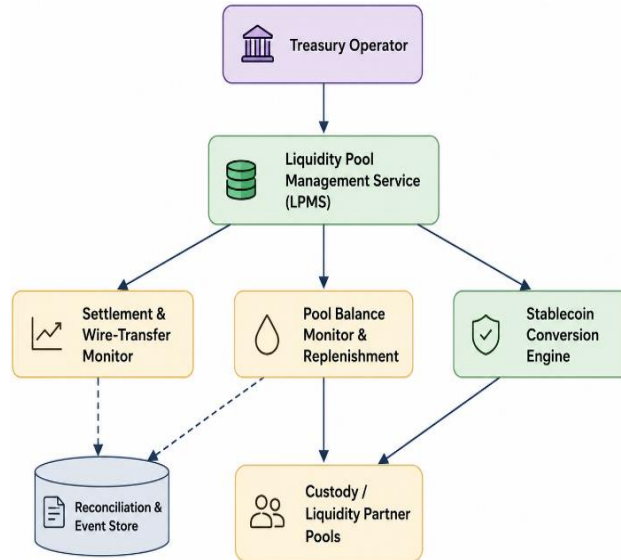 Treasury Operator
Liquidity Pool
Management Service
(LPMS)
Settlement &
Wire-Transfer
Monitor
Pool Balance
Monitor &
Replenishment
Stablecoin
Conversion
Engine
Reconciliation &
Event Store
Custody /
Liquidity Partner
Pools